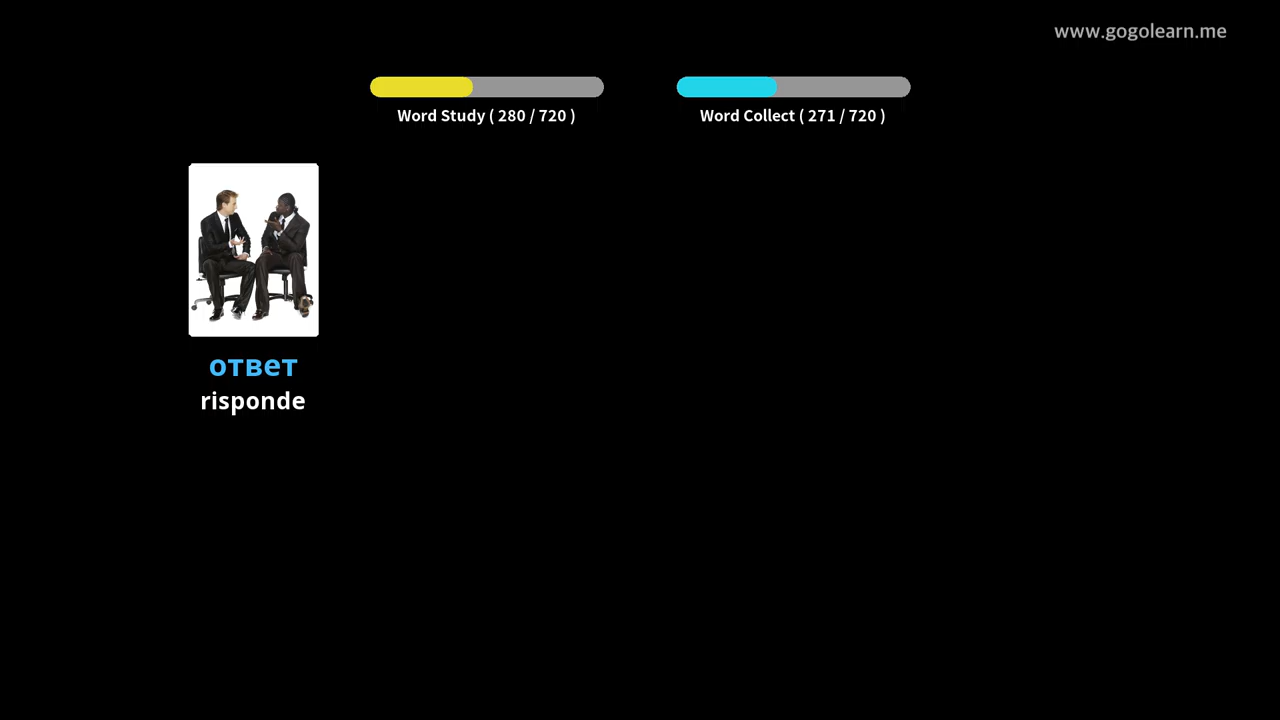 www.gogolearn.me
Word Study ( 280 / 720 )
Word Collect ( 271 / 720 )
ответ
risponde